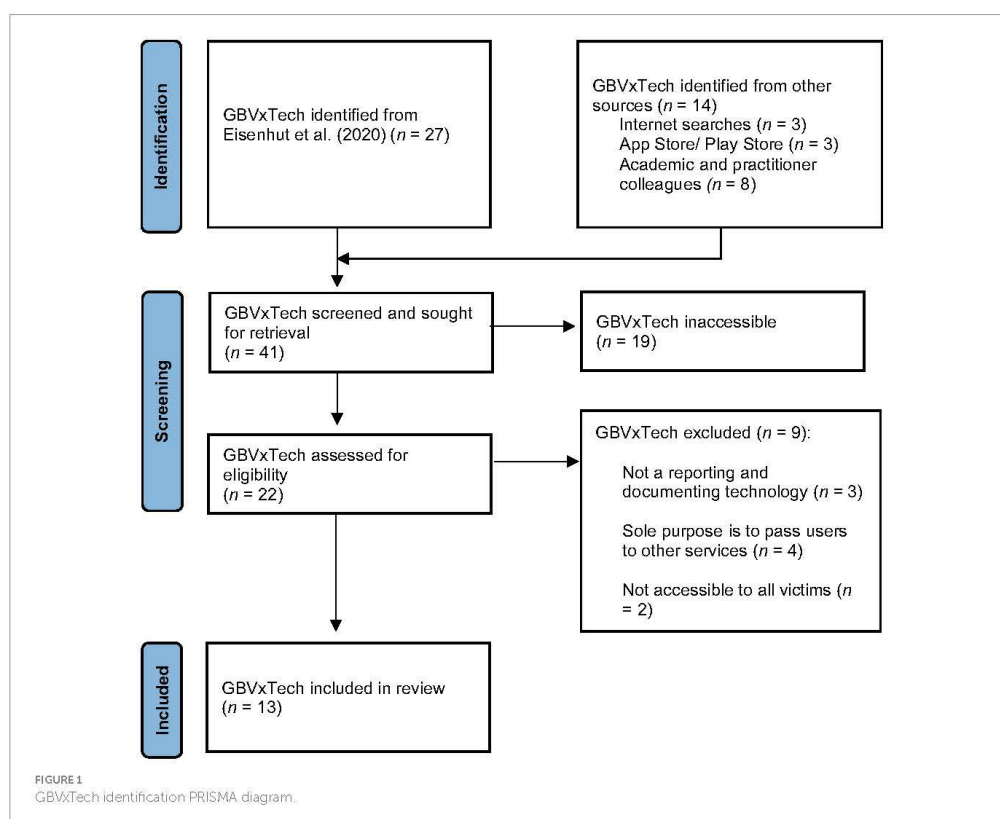 Identification
GBVxTech identified from
Eisenhut et al. (2020) (n = 27)
GBVxTech identified from other
sources (n = 14)
Internet searches (n = 3)
App Store/ Play Store (n = 3)
Academic and practitioner
colleagues (n = 8)
Screening
GBVxTech screened and sought
for retrieval
(n = 41)
GBVxTech inaccessible
(n = 19)
GBVxTech assessed for
eligibility
(n = 22)
GBVxTech excluded (n = 9):
Not a reporting and
documenting technology (n = 3)
Sole purpose is to pass users
to other services (n = 4)
Not accessible to all victims (n
= 2)
Included
GBVxTech included in review
(n = 13)
FIGURE 1
GBVxTech identification PRISMA diagram.